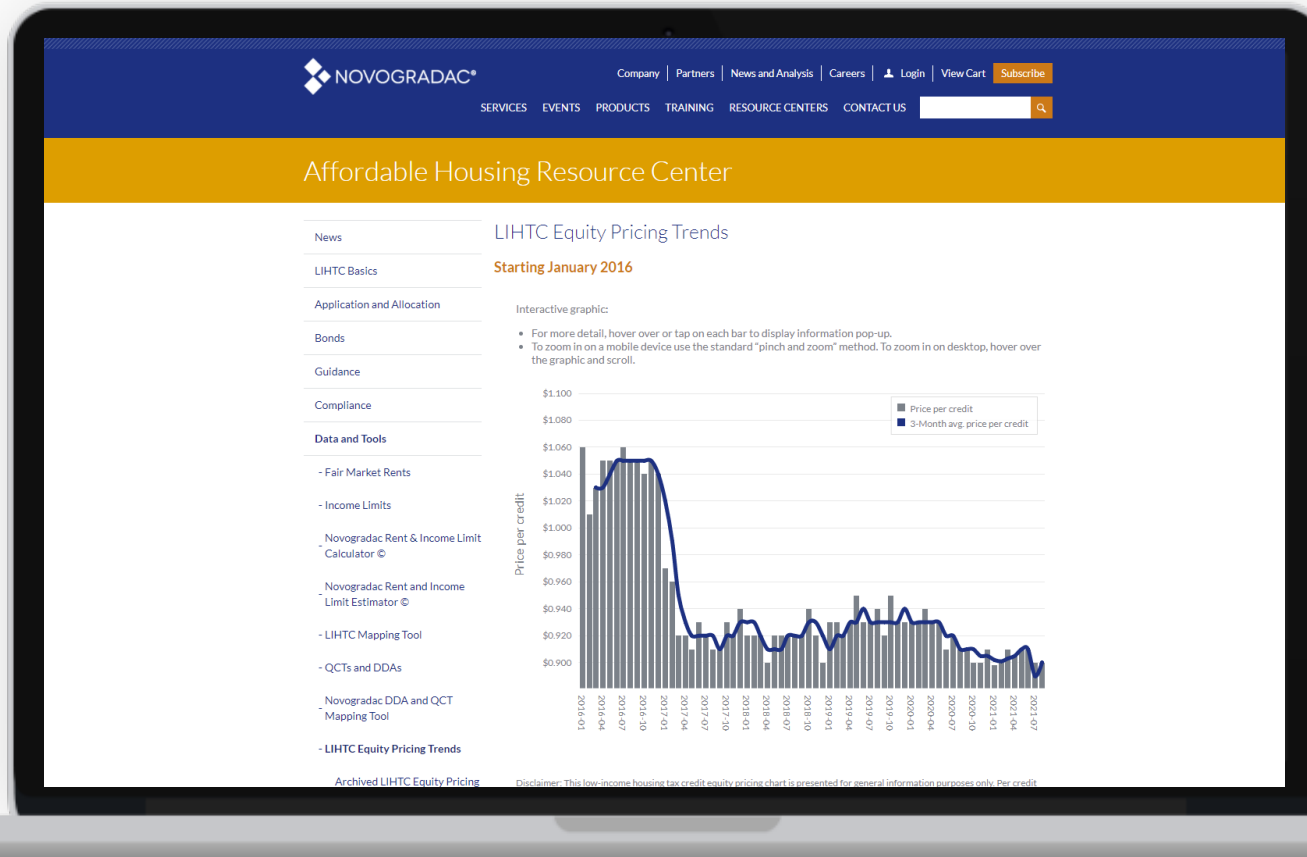 NOVOGRADAC®
Company | Partners | News and Analysis | Careers | Login | View Cart Subscribe
SERVICES EVENTS PRODUCTS TRAINING RESOURCE CENTERS CONTACT US
Affordable Housing Resource Center
News
LIHTC Basics
Application and Allocation
Bonds
Guidance
Compliance
Data and Tools
- Fair Market Rents
- Income Limits
- Novogradac Rent & Income Limit
Calculator ©
- Novogradac Rent and Income
Limit Estimator ©
- LIHTC Mapping Tool
- QCTs and DDAs
- Novogradac DDA and QCT
Mapping Tool
- LIHTC Equity Pricing Trends
Archived LIHTC Equity Pricing
LIHTC Equity Pricing Trends
Starting January 2016
Interactive graphic:
• For more detail, hover over or tap on each bar to display information pop-up.
• To zoom in on a mobile device use the standard "pinch and zoom" method. To zoom in on desktop, hover over
the graphic and scroll.
Price per credit
3-Month avg. price per credit
Price per credit
$1.100
$1.080
$1.060
$1.040
$1.020
$1.000
$0.980
$0.960
$0.940
$0.920
$0.900
2016-01
2016-04
2016-07
2016-10
2017-01
2017-04
2017-07
2017-10
2018-01
2018-04
2018-07
2018-10
2019-01
2019-04
2019-07
2019-10
2020-01
2020-04
2020-07
2020-10
2021-01
2021-04
2021-07
Disclaimer: This low-income housing tax credit equity pricing chart is presented for general information purposes only. Per credit